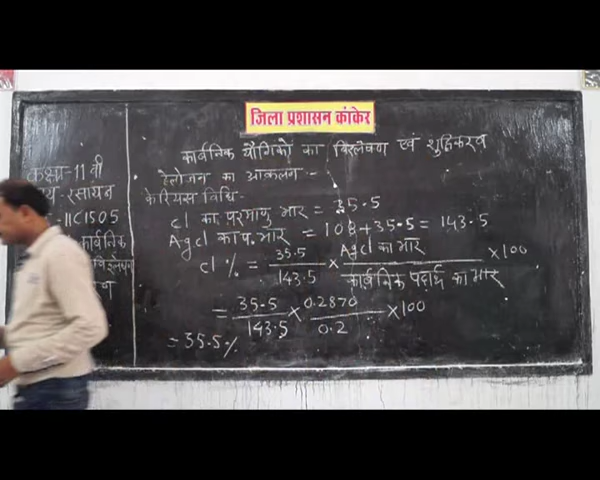 जिला प्रशासन कांकेर
कार्बनिक यौगिकों का विश्लेषण एवं शुद्धिकरण
कक्षा-11 वी
रसायन
11C1505
कार्बनिक
हैलोजन का आकलन :-
केरियस विधि-
Cl का परमाणु भार = 35.5
Agcl का प. भार = 108+35.5 = 143.5
cl % = 35.5/143.5 × Agcl का भार/कार्बनिक पदार्थ का भार ×100
= 35.5/143.5 × 0.2870/0.2 ×100
= 35.5%